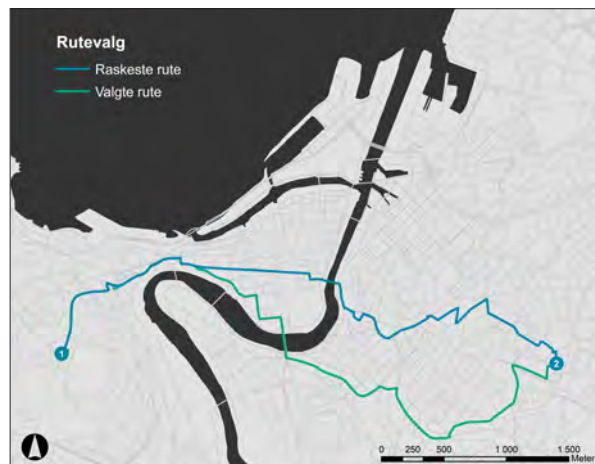 Rutevalg
Raskeste rute
Valgte rute
1
2
0 250 500 1 000 1 500
Meter